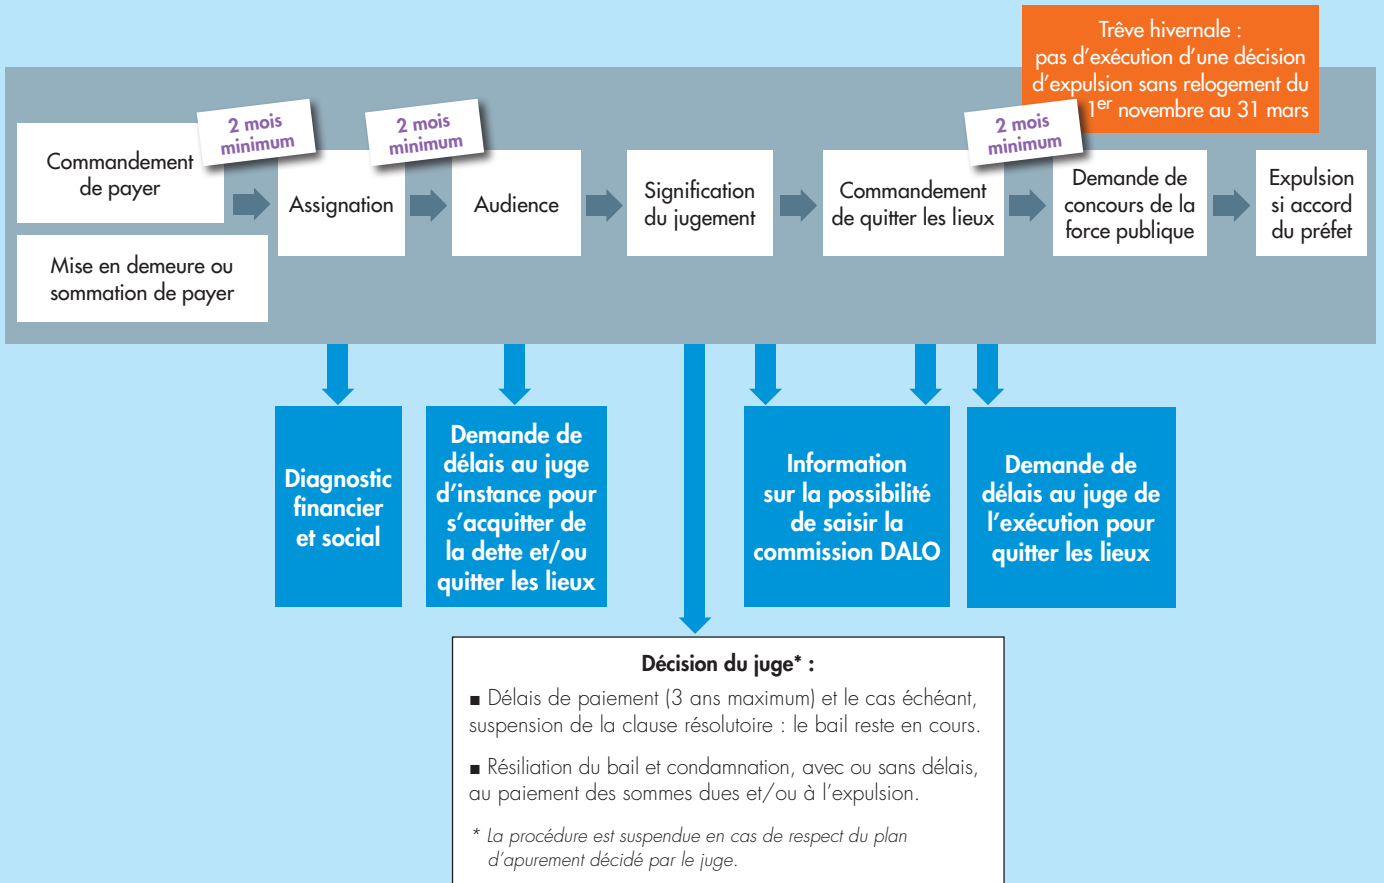 Trêve hivernale :
pas d'exécution d'une décision
d'expulsion sans relogement du
1er novembre au 31 mars
2 mois
minimum
2 mois
minimum
2 mois
minimum
Commandement
de payer
Mise en demeure ou
sommation de payer
Assignation
Audience
Signification
du jugement
Commandement
de quitter les lieux
Demande de
concours de la
force publique
Expulsion
si accord
du préfet
Diagnostic
financier
et social
Demande de
délais au juge
d'instance pour
s'acquitter de
la dette et/ou
quitter les lieux
Information
sur la possibilité
de saisir la
commission DALO
Demande de
délais au juge de
l'exécution pour
quitter les lieux
Décision du juge* :
■ Délais de paiement (3 ans maximum) et le cas échéant,
suspension de la clause résolutoire : le bail reste en cours.
■ Résiliation du bail et condamnation, avec ou sans délais,
au paiement des sommes dues et/ou à l'expulsion.
* La procédure est suspendue en cas de respect du plan
d'apurement décidé par le juge.